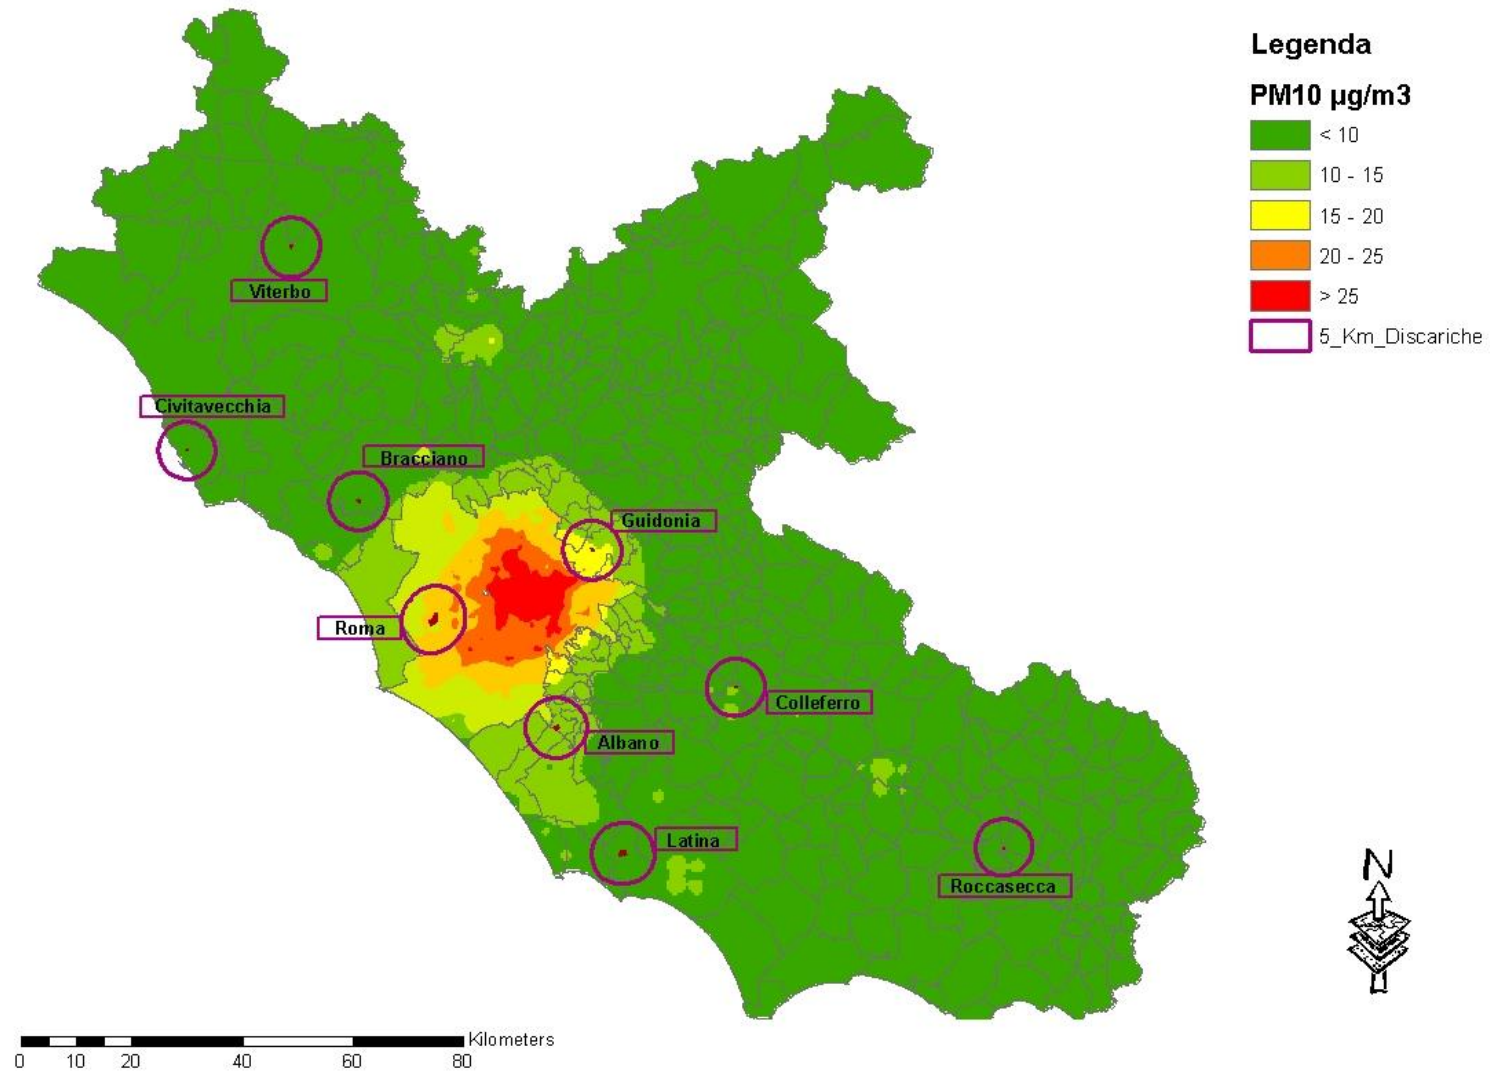 Legenda
PM10 µg/m3
< 10
10 - 15
15 - 20
20 - 25
> 25
5_Km_Discariche
Viterbo
Civitavecchia
Bracciano
Guidonia
Roma
Colleferro
Albano
Latina
Roccasecca
N
Kilometers
0 10 20 40 60 80